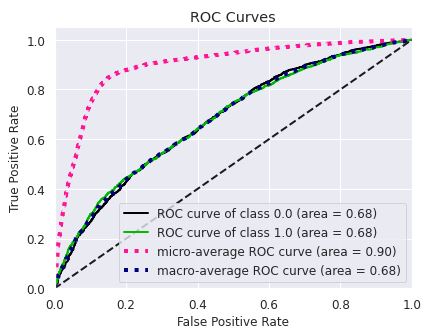 ROC Curves
True Positive Rate
1.0
0.8
0.6
0.4
0.2
0.0
ROC curve of class 0.0 (area = 0.68)
ROC curve of class 1.0 (area = 0.68)
micro-average ROC curve (area = 0.90)
macro-average ROC curve (area = 0.68)
0.0 0.2 0.4 0.6 0.8 1.0
False Positive Rate